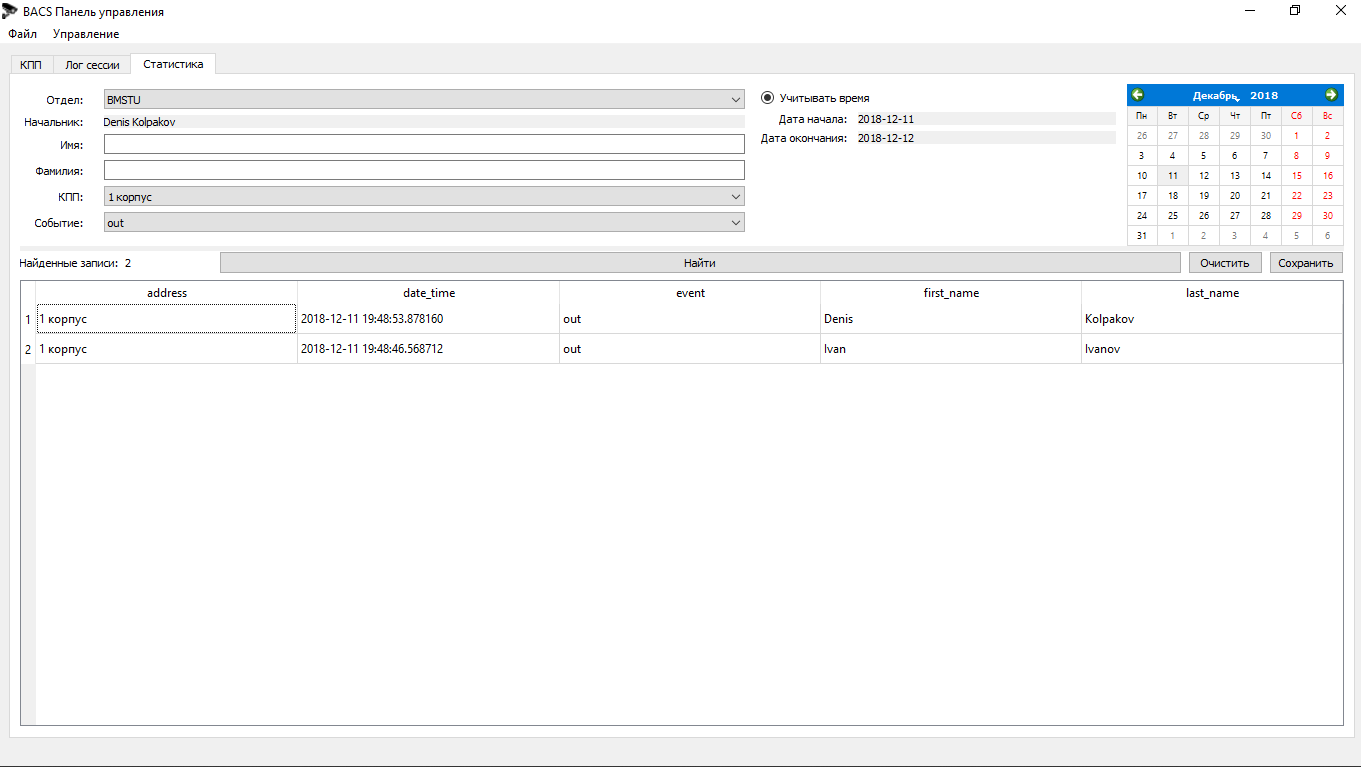 BACS Панель управления
Файл Управление
КПП Лог сессии Статистика
Отдел: BMSTU
Начальник: Denis Kolpakov
Имя:
Фамилия:
КПП: 1 корпус
Событие: out
Учитывать время
Дата начала: 2018-12-11
Дата окончания: 2018-12-12
Декабрь 2018
Пн Вт Ср Чт Пт Сб Вс
26 27 28 29 30 1 2
3 4 5 6 7 8 9
10 11 12 13 14 15 16
17 18 19 20 21 22 23
24 25 26 27 28 29 30
31 1 2 3 4 5 6
Найденные записи: 2 Найти Очистить Сохранить
address date_time event first_name last_name
1 1 корпус 2018-12-11 19:48:53.878160 out Denis Kolpakov
2 1 корпус 2018-12-11 19:48:46.568712 out Ivan Ivanov